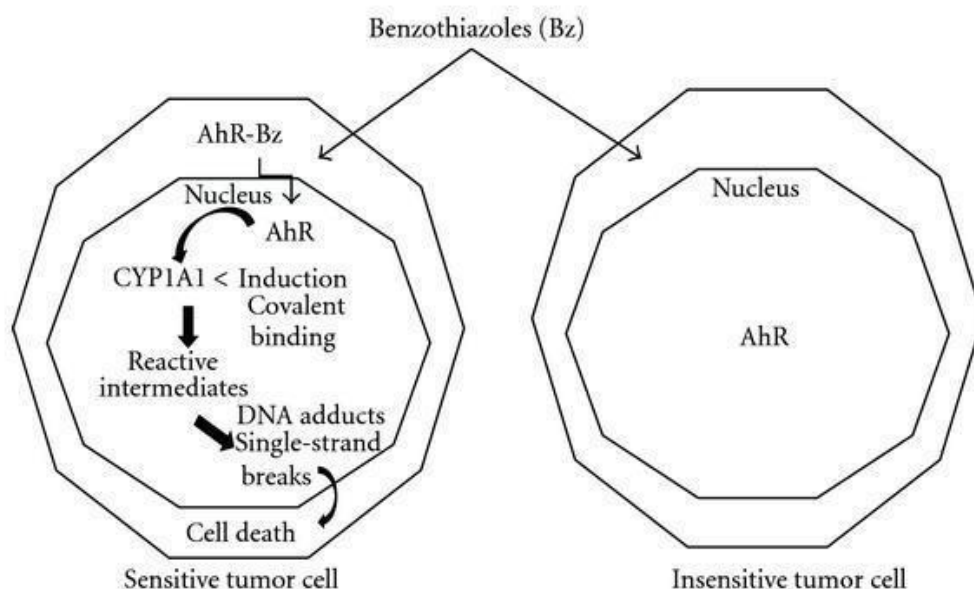 Benzothiazoles (Bz)
AhR-Bz
Nucleus
AhR
CYP1A1 < Induction
Covalent
binding
Reactive
intermediates
DNA adducts
Single-strand
breaks
Cell death
Sensitive tumor cell
Nucleus
AhR
Insensitive tumor cell